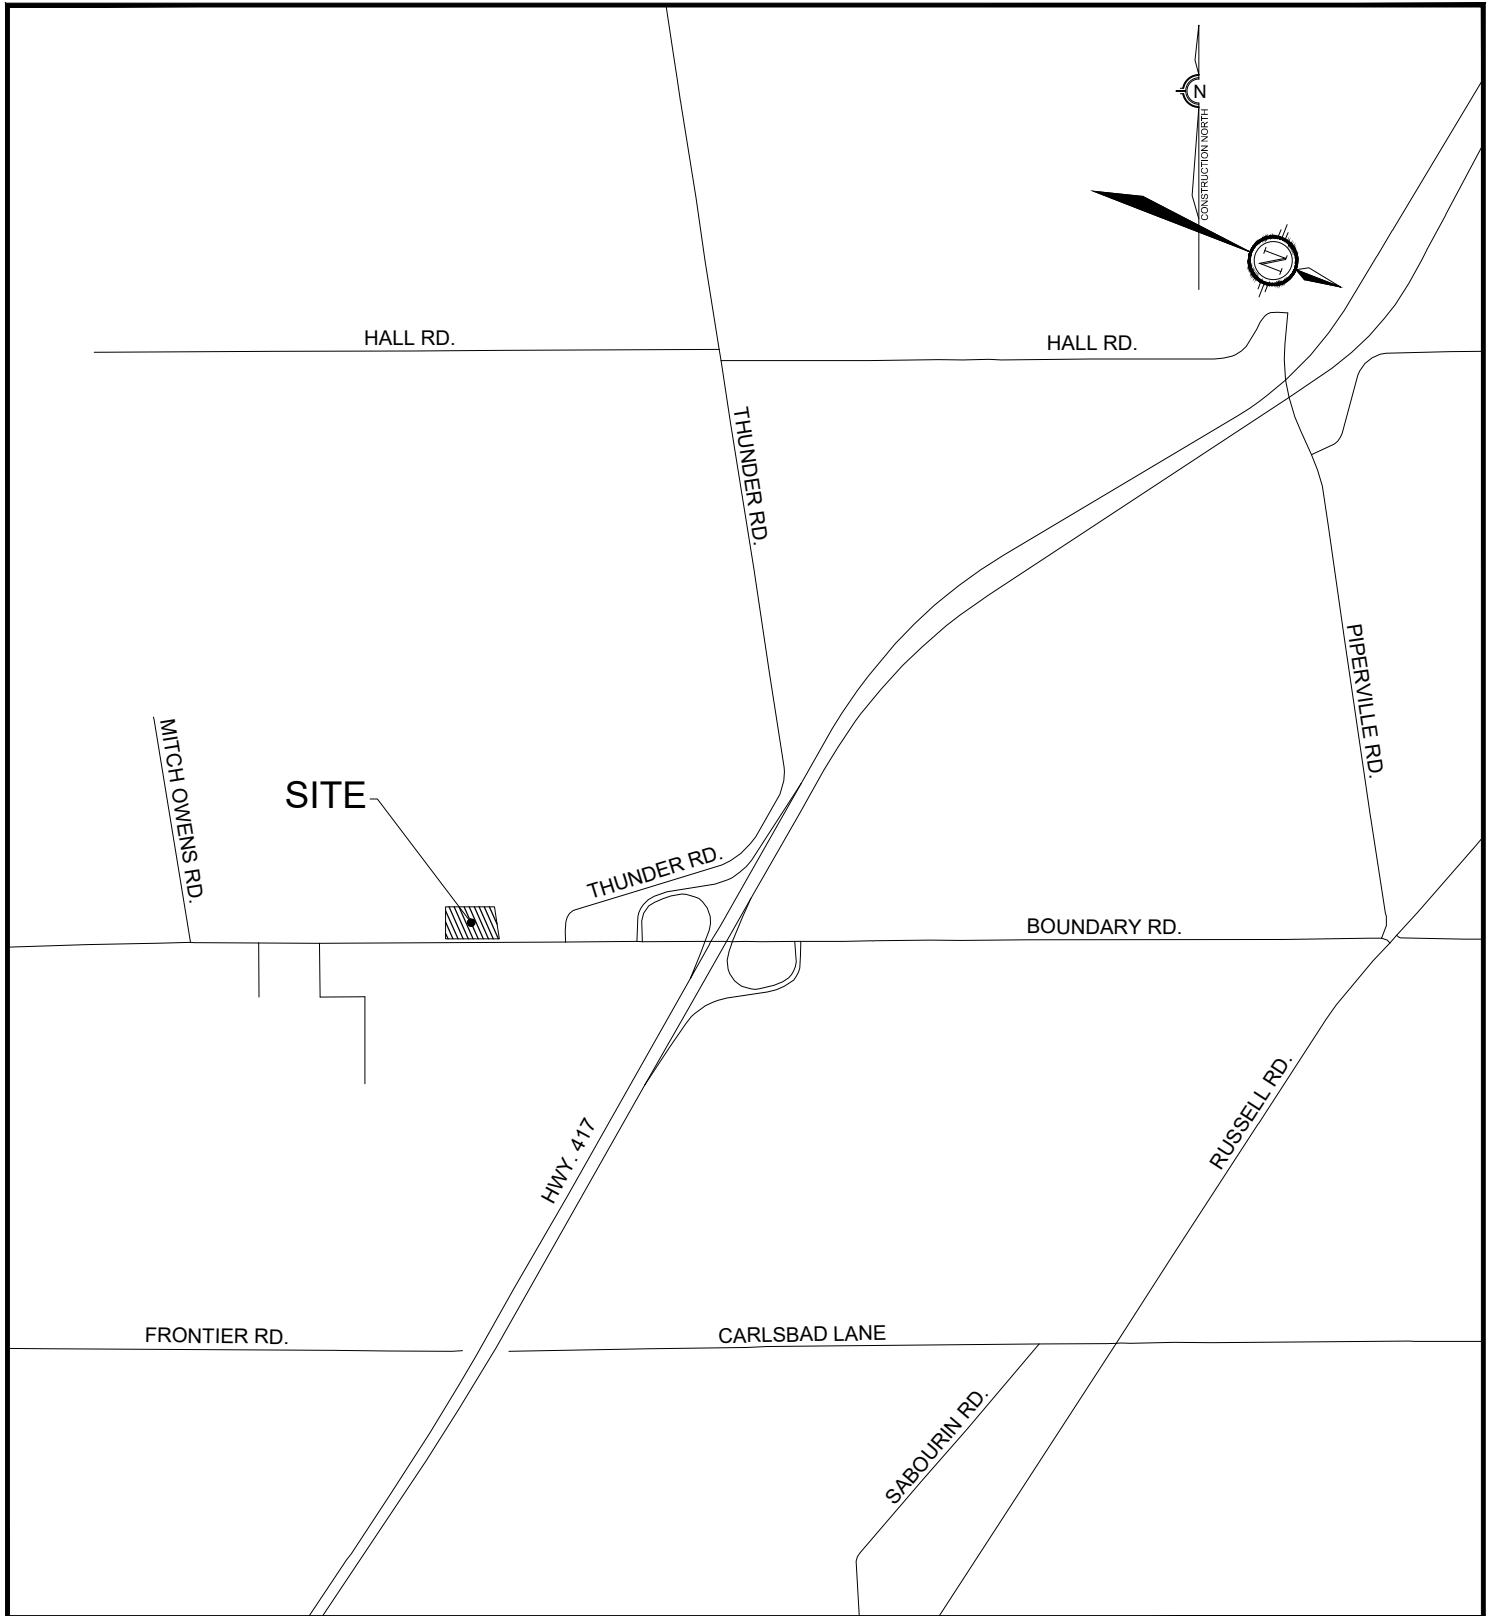 N
CONSTRUCTION NORTH
N
HALL RD.
HALL RD.
THUNDER RD.
PIPERVILLE RD.
MITCH OWENS RD.
SITE
THUNDER RD.
BOUNDARY RD.
RUSSELL RD.
HWY. 417
FRONTIER RD.
CARLSBAD LANE
SABOURIN RD.